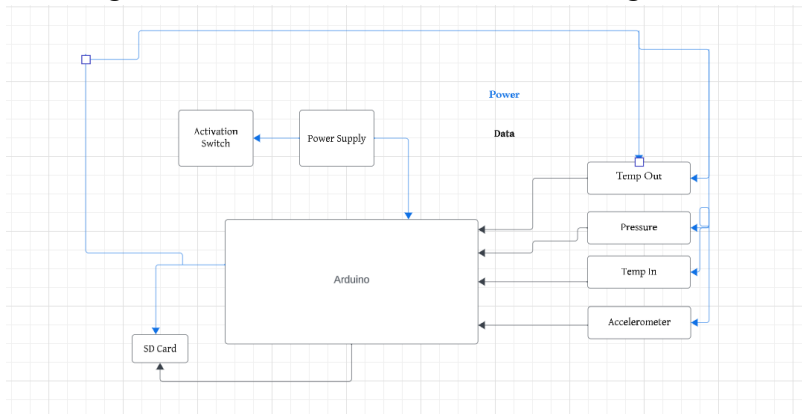 Power
Activation
Switch
Power Supply
Data
Temp Out
Pressure
Temp In
Arduino
Accelerometer
SD Card